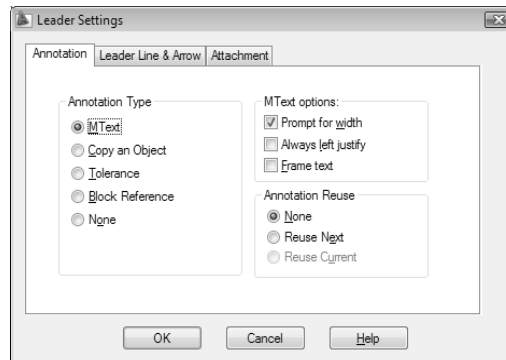 Leader Settings
Annotation
Leader Line & Arrow
Attachment
Annotation Type
MText
Copy an Object
Tolerance
Block Reference
None
MText options:
Prompt for width
Always left justify
Frame text
Annotation Reuse
None
Reuse Next
Reuse Current
OK
Cancel
Help